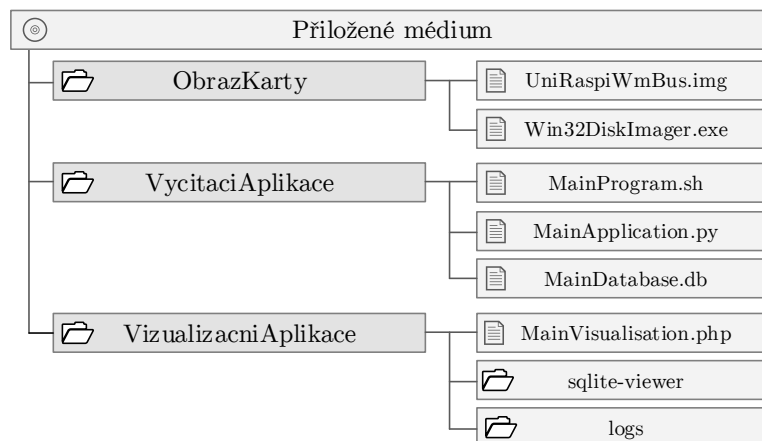 Přiložené médium
ObrazKarty
UniRaspiWmBus.img
Win32DiskImager.exe
VycitaciAplikace
MainProgram.sh
MainApplication.py
MainDatabase.db
VizualizacniAplikace
MainVisualisation.php
sqlite-viewer
logs